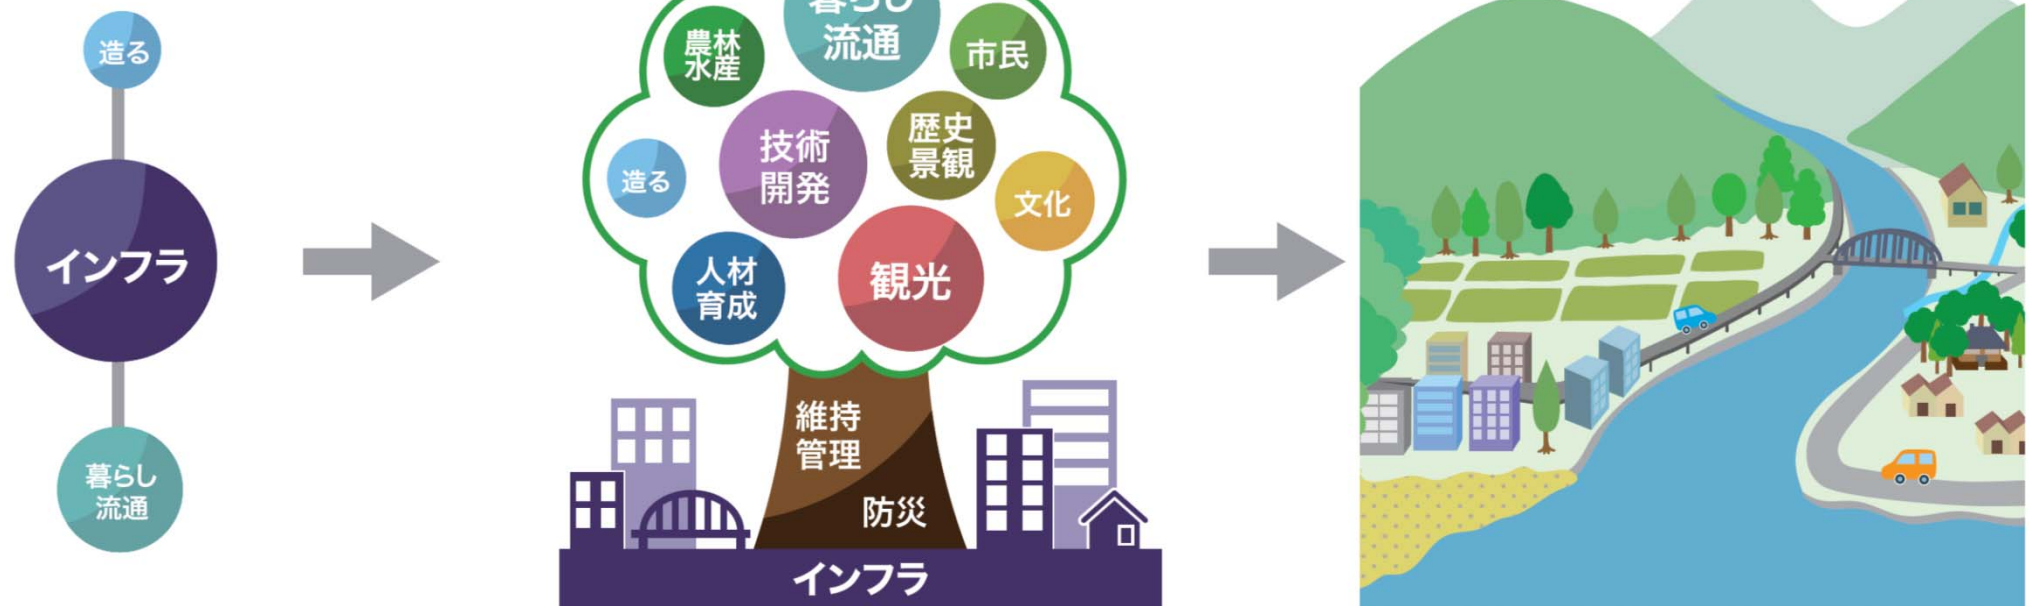 造る
インフラ
暮らし
流通
暮らし
流通
農林
水産
市民
技術
開発
歴史
景観
造る
文化
人材
育成
観光
維持
管理
防災
インフラ